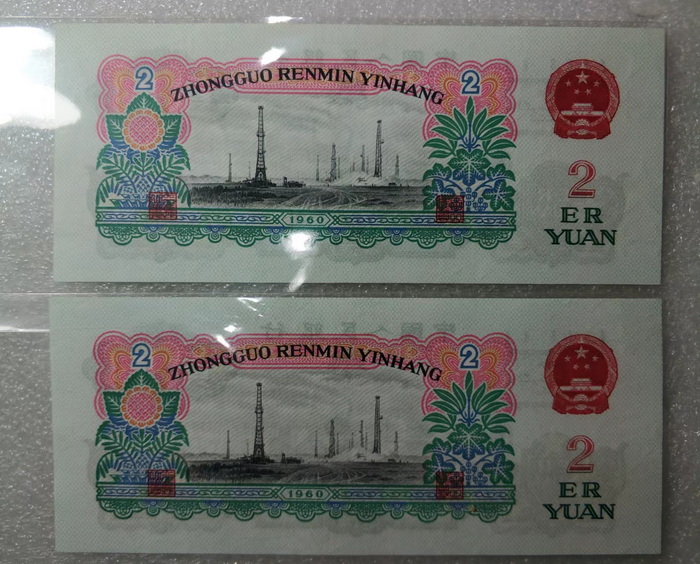 2 2
ZHONGGUO RENMIN YINHANG
2
ER
YUAN
1960
2 2
ZHONGGUO RENMIN YINHANG
2
ER
YUAN
1960